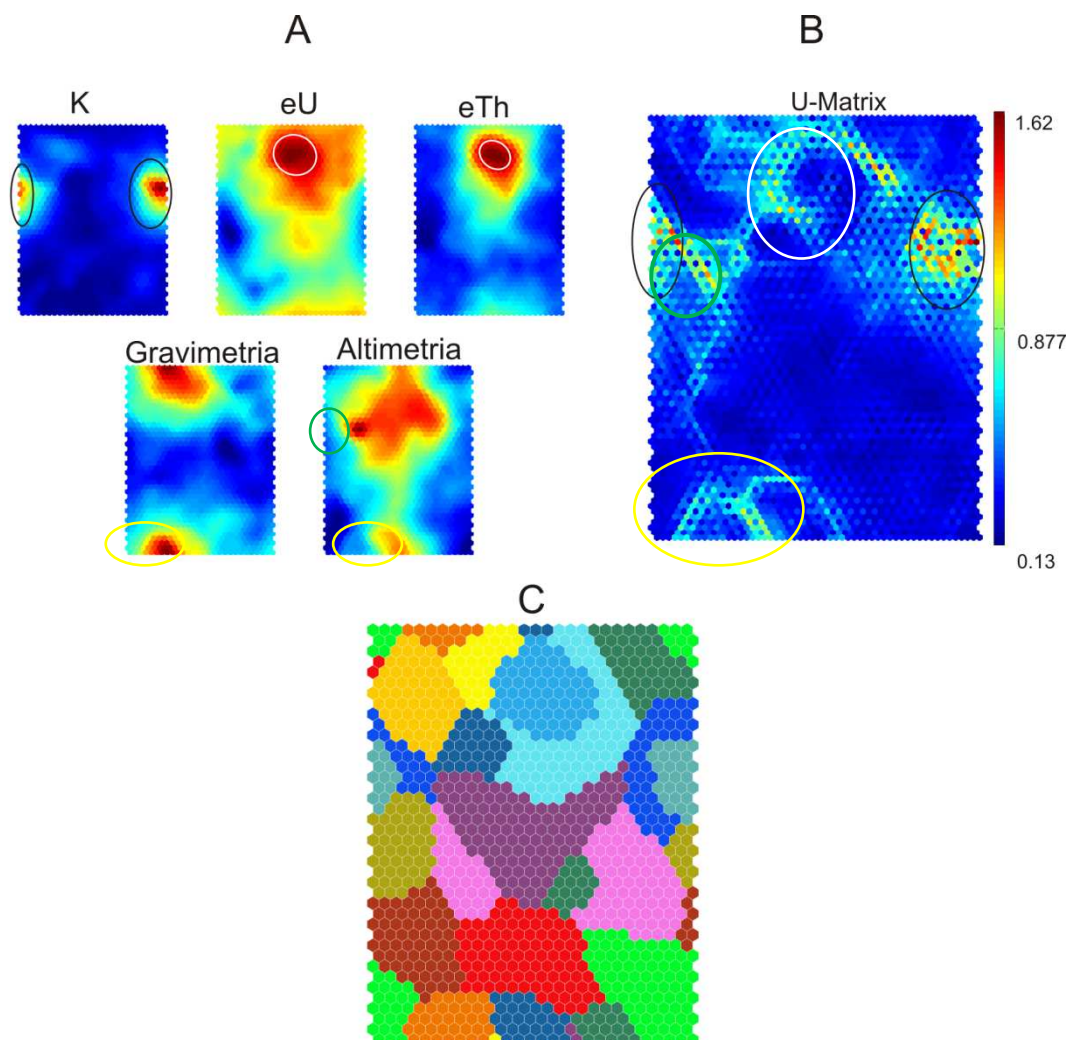 A
B
K
eU
eTh
U-Matrix
1.62
0.877
0.13
Gravimetria
Altimetria
C